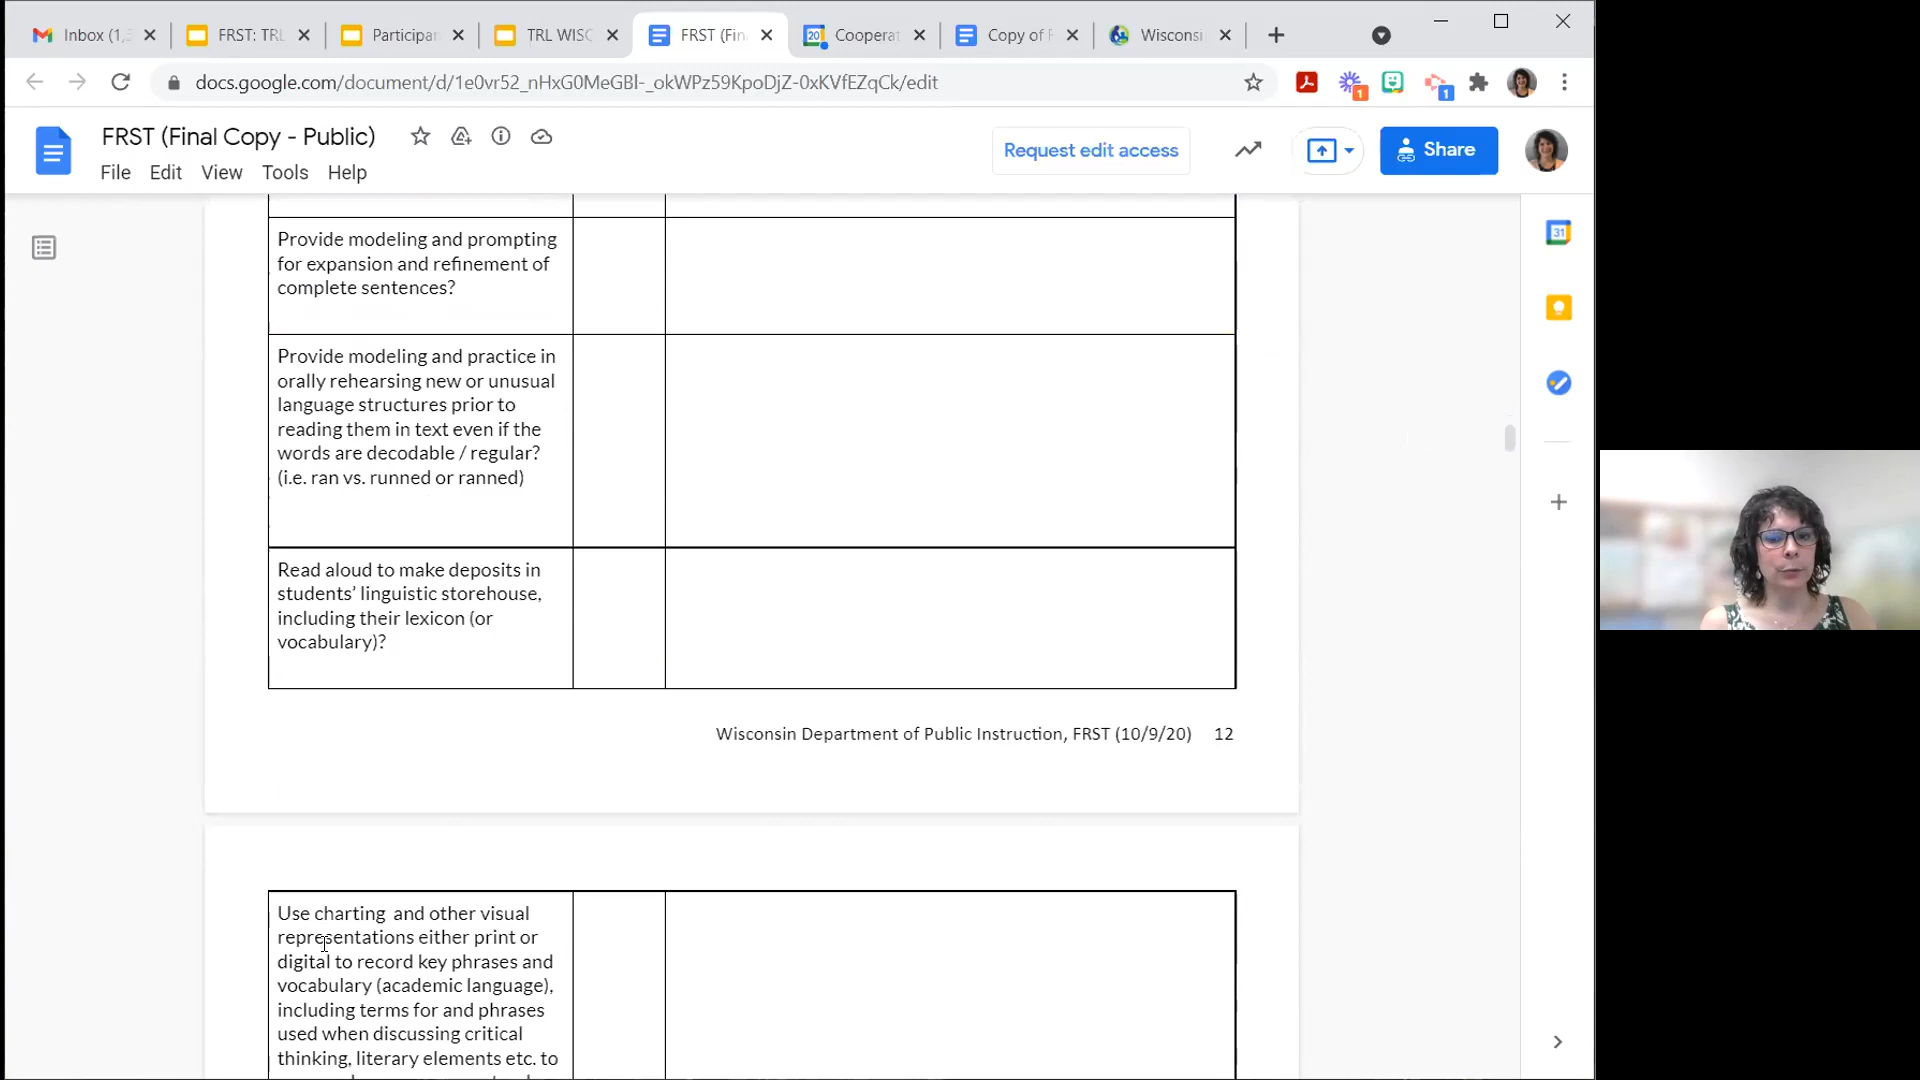 Inbox (1,
FRST: TRL
Participan
TRL WISC
FRST (Fin
Cooperat
Copy of F
Wisconsi
docs.google.com/document/d/1e0vr52_nHxG0MeGBl-_okWPz59KpoDjZ-0xKVfEZqCk/edit
1
1
FRST (Final Copy - Public)
Request edit access
Share
File Edit View Tools Help
31
Provide modeling and prompting
for expansion and refinement of
complete sentences?
Provide modeling and practice in
orally rehearsing new or unusual
language structures prior to
reading them in text even if the
words are decodable / regular?
(i.e. ran vs. runned or ranned)
Read aloud to make deposits in
students’ linguistic storehouse,
including their lexicon (or
vocabulary)?
Wisconsin Department of Public Instruction, FRST (10/9/20) 12
Use charting and other visual
representations either print or
digital to record key phrases and
vocabulary (academic language),
including terms for and phrases
used when discussing critical
thinking, literary elements etc. to